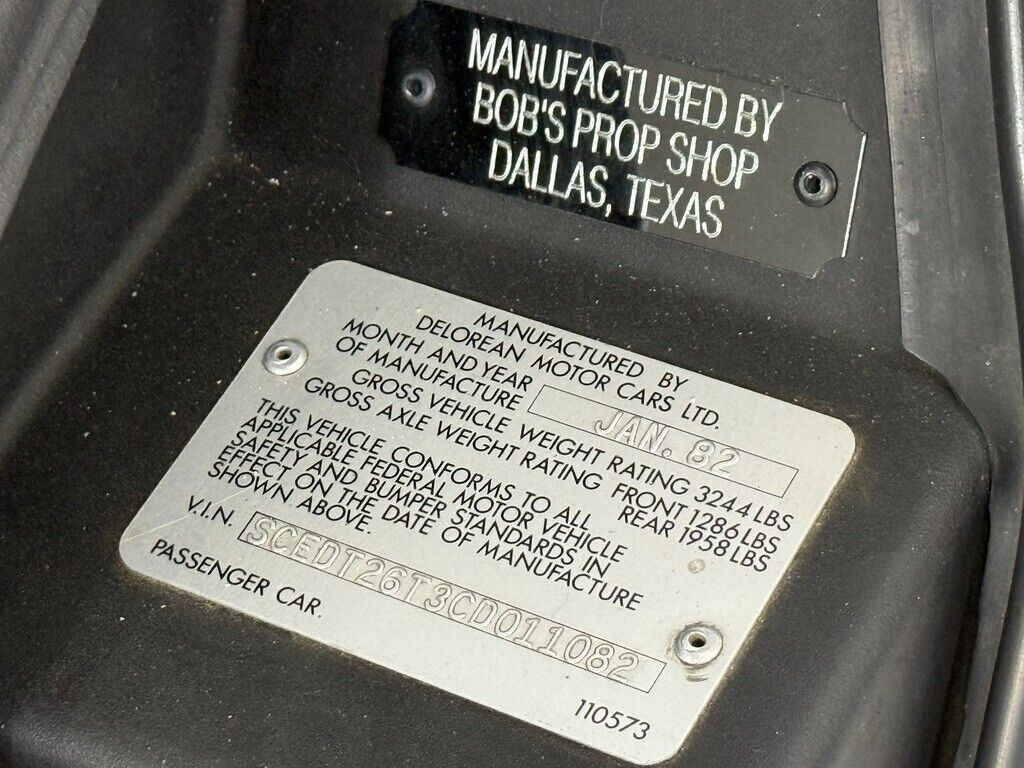 MANUFACTURED BY
BOB'S PROP SHOP
DALLAS, TEXAS
MANUFACTURED BY
DELOREAN MOTOR CARS LTD.
MONTH AND YEAR
OF MANUFACTURE JAN. 82
GROSS VEHICLE WEIGHT RATING 3244 LBS
GROSS AXLE WEIGHT RATING FRONT 1286 LBS
REAR 1958 LBS
THIS VEHICLE CONFORMS TO ALL
APPLICABLE FEDERAL MOTOR VEHICLE
SAFETY AND BUMPER STANDARDS IN
EFFECT ON THE DATE OF MANUFACTURE
SHOWN ABOVE.
V.I.N. SCEDT26T3CD011082
PASSENGER CAR.
110573